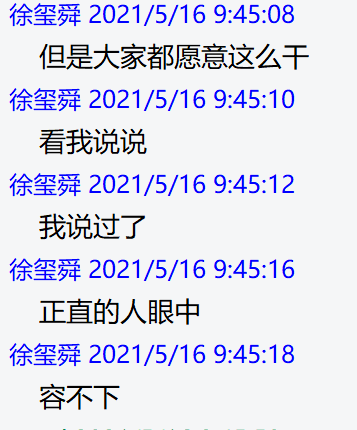 徐玺舜 2021/5/16 9:45:08
但是大家都愿意这么干
徐玺舜 2021/5/16 9:45:10
看我说说
徐玺舜 2021/5/16 9:45:12
我说过了
徐玺舜 2021/5/16 9:45:16
正直的人眼中
徐玺舜 2021/5/16 9:45:18
容不下